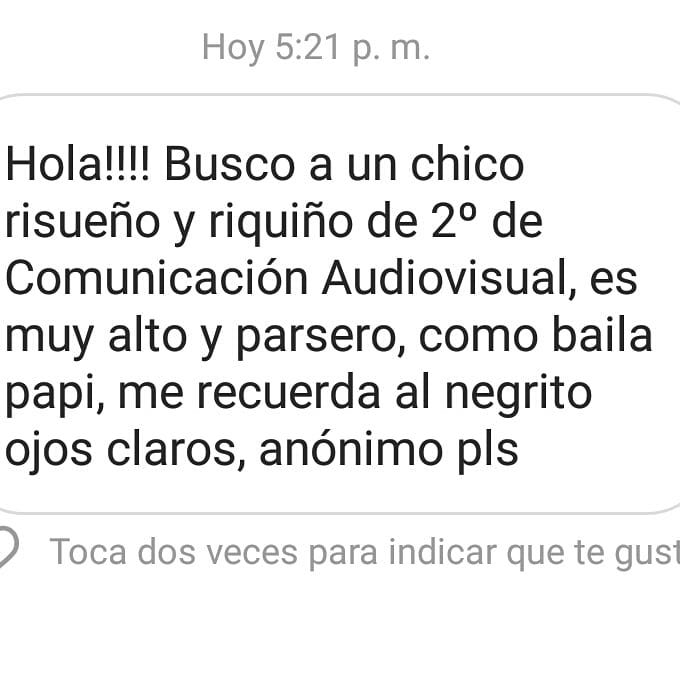 Hoy 5:21 p. m.
Hola!!!! Busco a un chico
risueño y riquiño de 2º de
Comunicación Audiovisual, es
muy alto y parsero, como baila
papi, me recuerda al negrito
ojos claros, anónimo pls
Toca dos veces para indicar que te gust